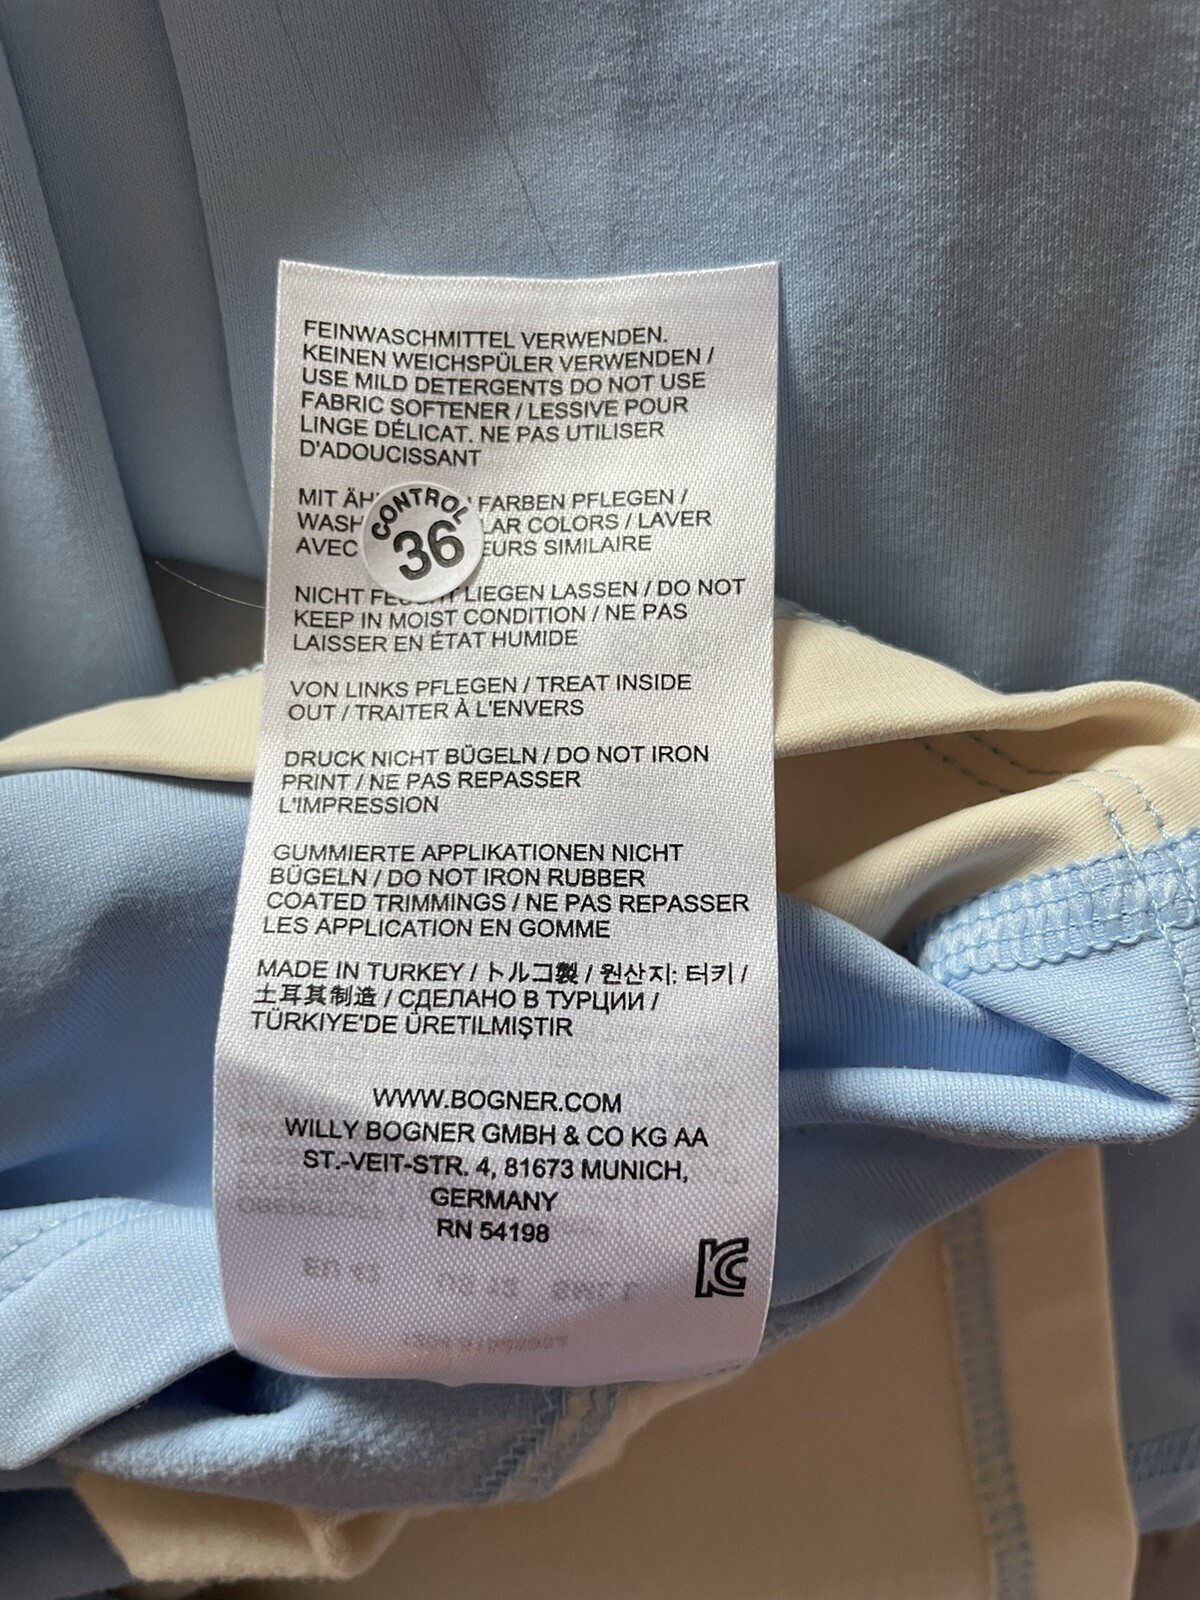 FEINWASCHMITTEL VERWENDEN.
KEINEN WEICHSPÜLER VERWENDEN /
USE MILD DETERGENTS DO NOT USE
FABRIC SOFTENER / LESSIVE POUR
LINGE DÉLICAT. NE PAS UTILISER
D'ADOUCISSANT
MIT FARBEN PFLEGEN /
WASH COLORS / LAVER
AVEC SIMILAIRE
CONTROL
36
NICHT LIEGEN LASSEN / DO NOT
KEEP IN MOIST CONDITION / NE PAS
LAISSER EN ÉTAT HUMIDE
VON LINKS PFLEGEN / TREAT INSIDE
OUT / TRAITER À L'ENVERS
DRUCK NICHT BÜGELN / DO NOT IRON
PRINT / NE PAS REPASSER
L'IMPRESSION
GUMMIERTE APPLIKATIONEN NICHT
BÜGELN / DO NOT IRON RUBBER
COATED TRIMMINGS / NE PAS REPASSER
LES APPLICATION EN GOMME
MADE IN TURKEY / トルコ製 / 원산지: 터키 /
土耳其制造 / СДЕЛАНО В ТУРЦИИ /
TÜRKIYE'DE ÜRETILMIŞTIR
WWW.BOGNER.COM
WILLY BOGNER GMBH & CO KG AA
ST.-VEIT-STR. 4, 81673 MUNICH,
GERMANY
RN 54198